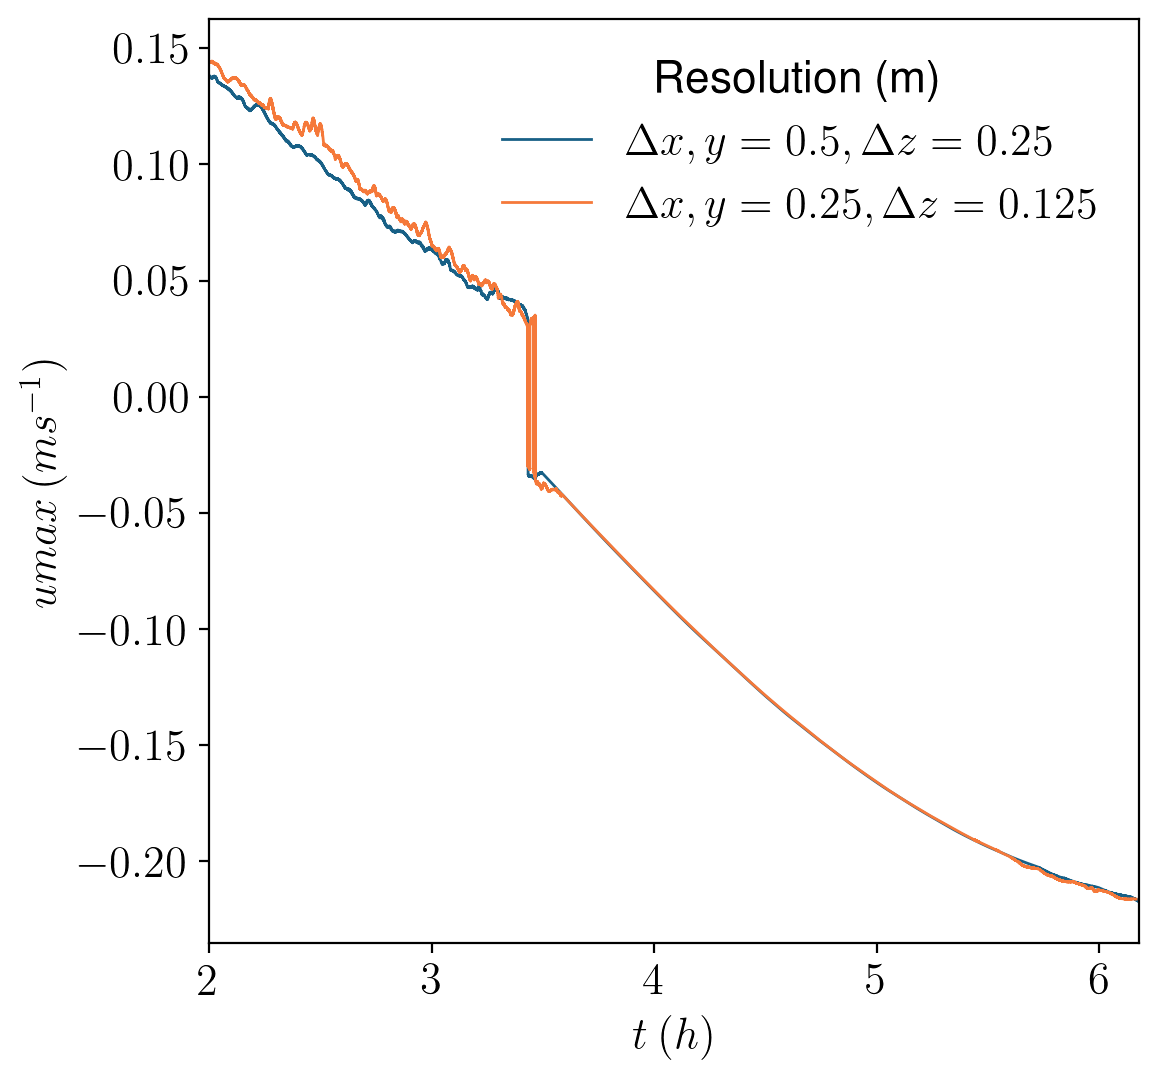 Resolution (m)
Δx, y = 0.5, Δz = 0.25
Δx, y = 0.25, Δz = 0.125
0.15
0.10
0.05
0.00
−0.05
−0.10
−0.15
−0.20
umax (ms⁻¹)
2 3 4 5 6
t (h)